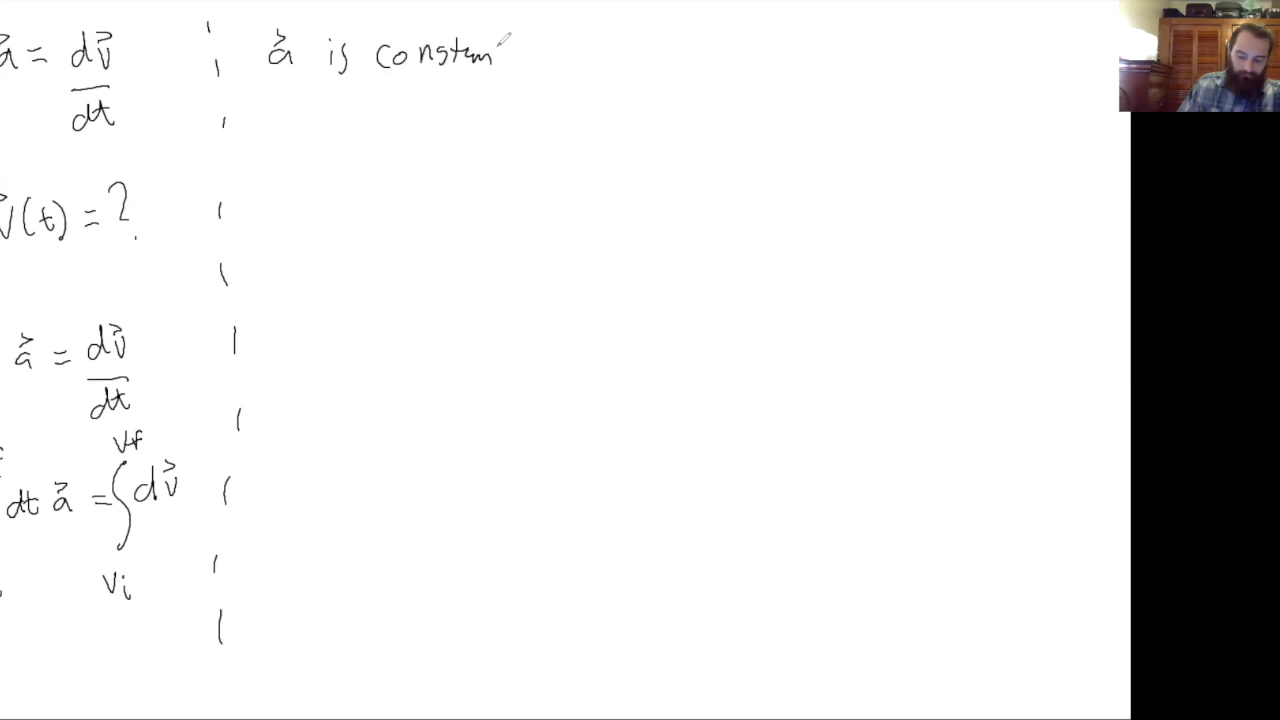 a⃗ = dv⃗/dt
v⃗(t) = ?
a⃗ = dv⃗/dt
dt a⃗ = ∫ dv⃗
vf
vi
a⃗ is constan